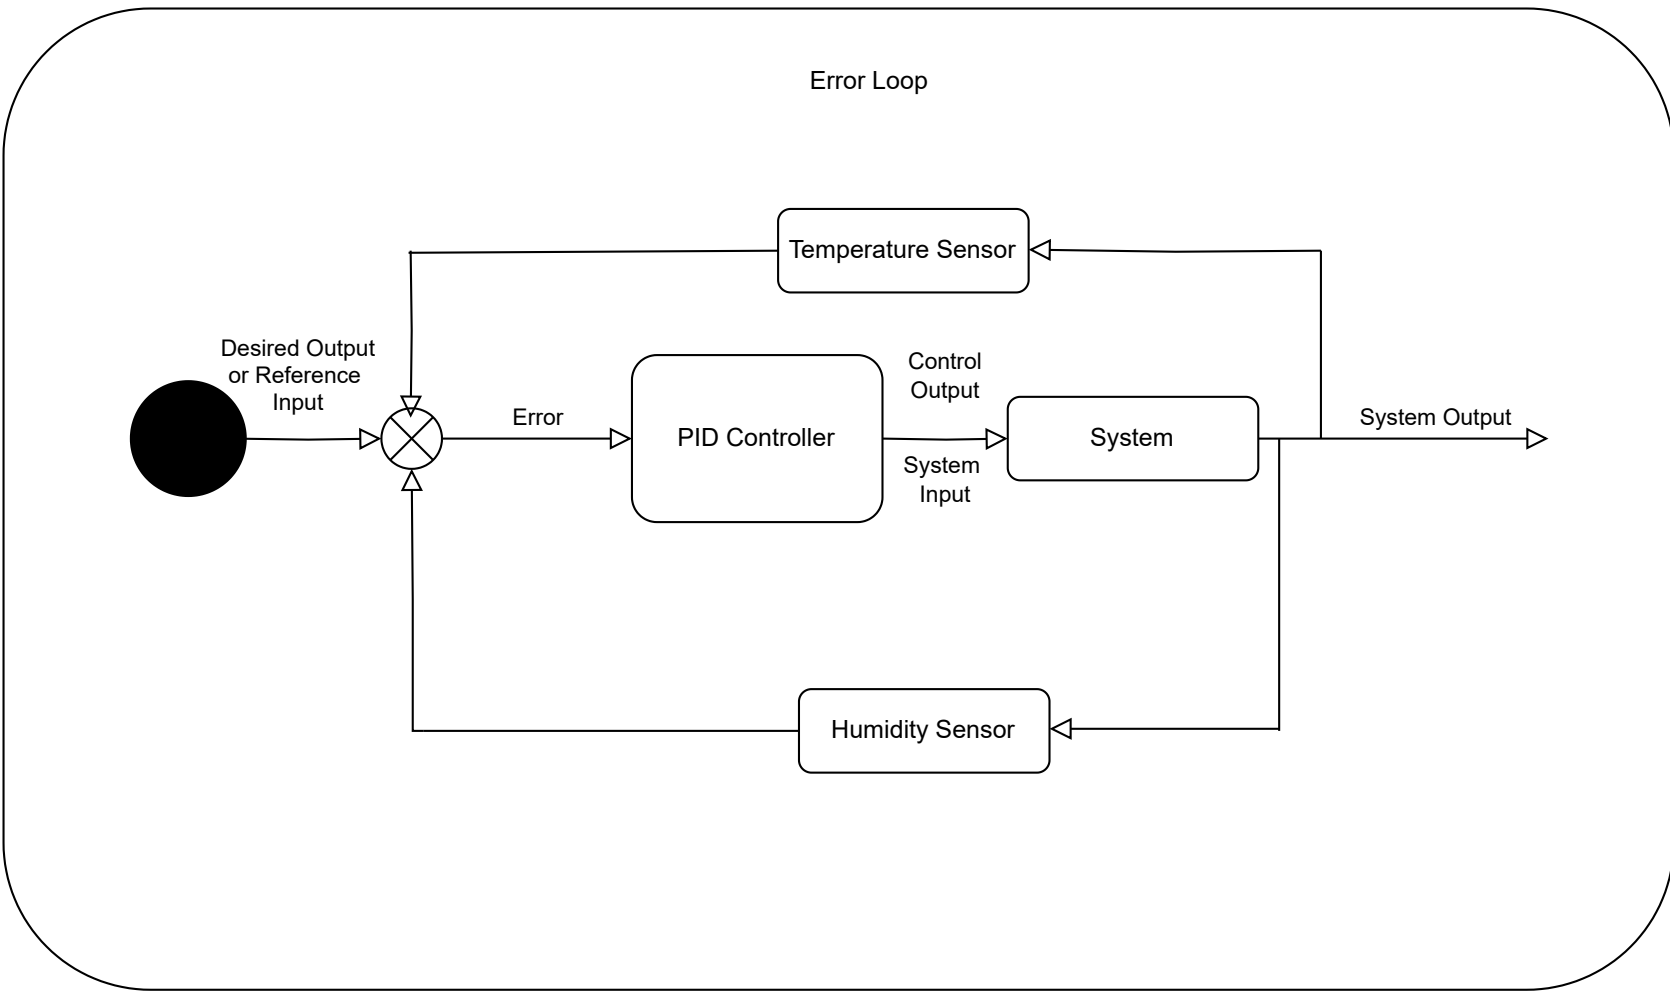 Error Loop
Temperature Sensor
Desired Output
or Reference
Input
Error
PID Controller
Control
Output
System
Input
System
System Output
Humidity Sensor